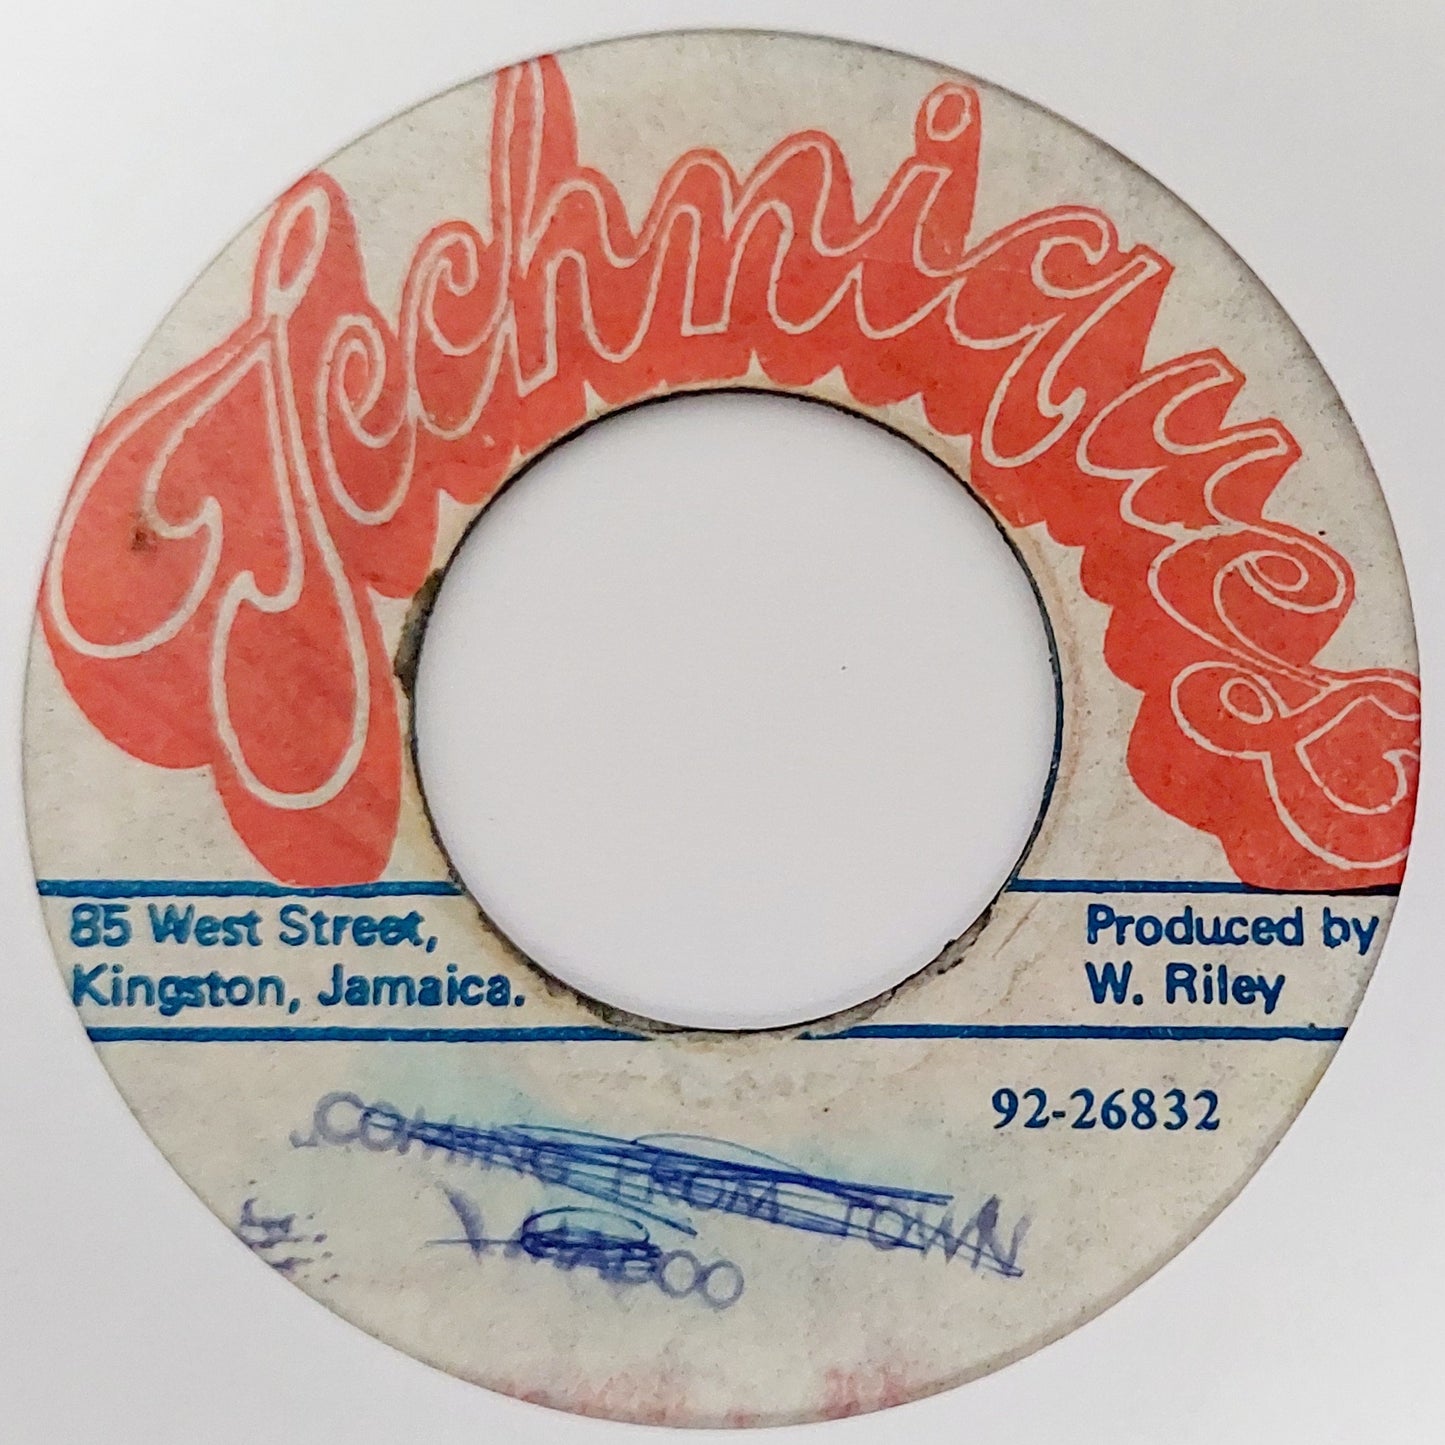 Techniques
85 West Street,
Kingston, Jamaica.
Produced by
W. Riley
92-26832
COMING FROM TOWN